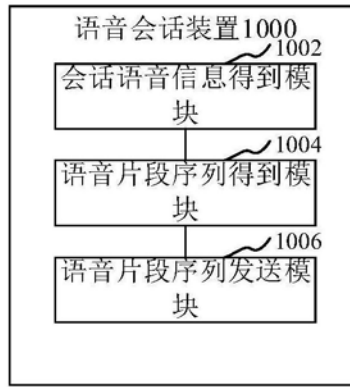 语音会话装置1000
1002
会话语音信息得到模
块
1004
语音片段序列得到模
块
1006
语音片段序列发送模
块